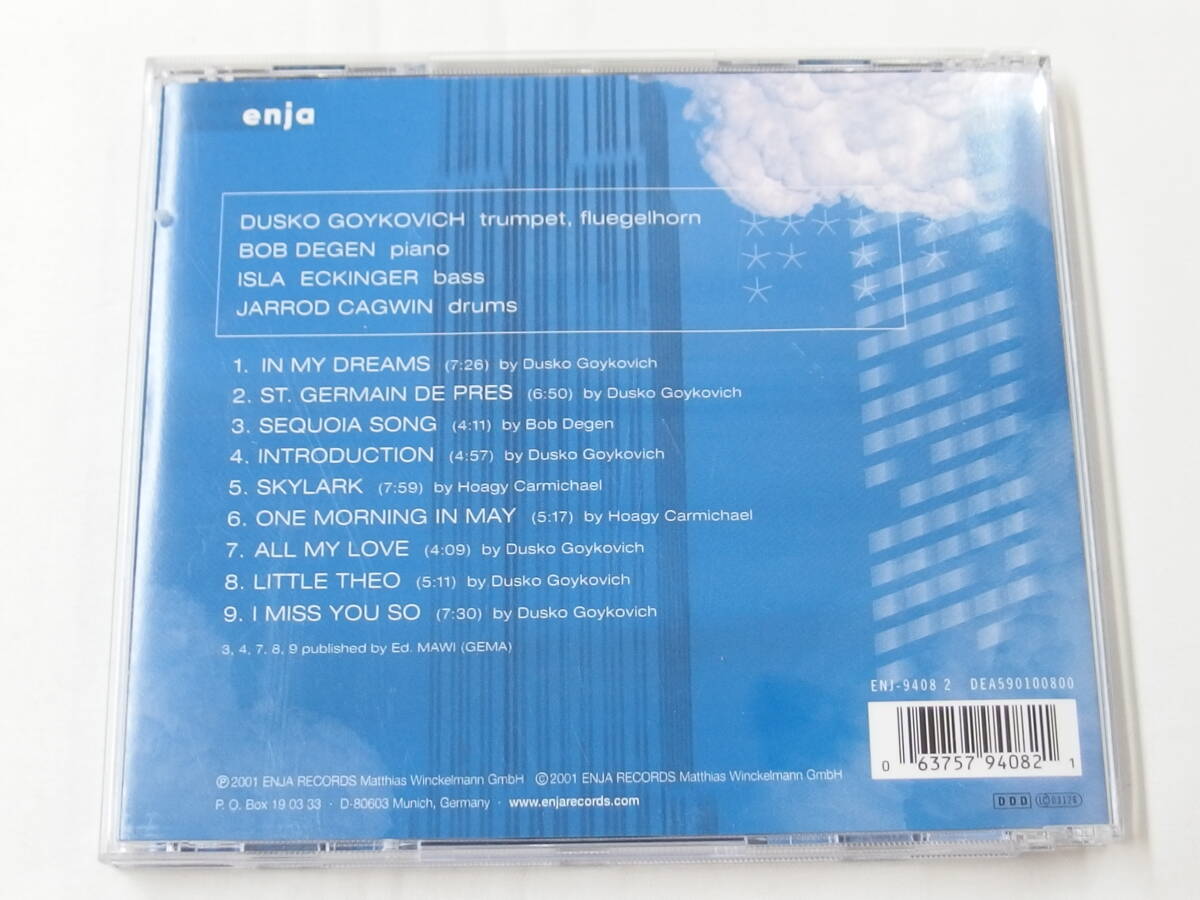 enja
DUSKO GOYKOVICH trumpet, fluegelhorn
BOB DEGEN piano
ISLA ECKINGER bass
JARROD CAGWIN drums
1. IN MY DREAMS (7:26) by Dusko Goykovich
2. ST. GERMAIN DE PRES (6:50) by Dusko Goykovich
3. SEQUOIA SONG (4:11) by Bob Degen
4. INTRODUCTION (4:57) by Dusko Goykovich
5. SKYLARK (7:59) by Hoagy Carmichael
6. ONE MORNING IN MAY (5:17) by Hoagy Carmichael
7. ALL MY LOVE (4:09) by Dusko Goykovich
8. LITTLE THEO (5:11) by Dusko Goykovich
9. I MISS YOU SO (7:30) by Dusko Goykovich
3, 4, 7. 8, 9 published by Ed. MAWI (GEMA)
ENJ-9408 2 DEA590100800
0 63757 94082 1
℗2001 ENJA RECORDS Matthias Winckelmann GmbH ©2001 ENJA RECORDS Matthias Winckelmann GmbH
P. O. Box 19 03 33 · D-80603 Munich, Germany · www.enjarecords.com
DDD LC 03126